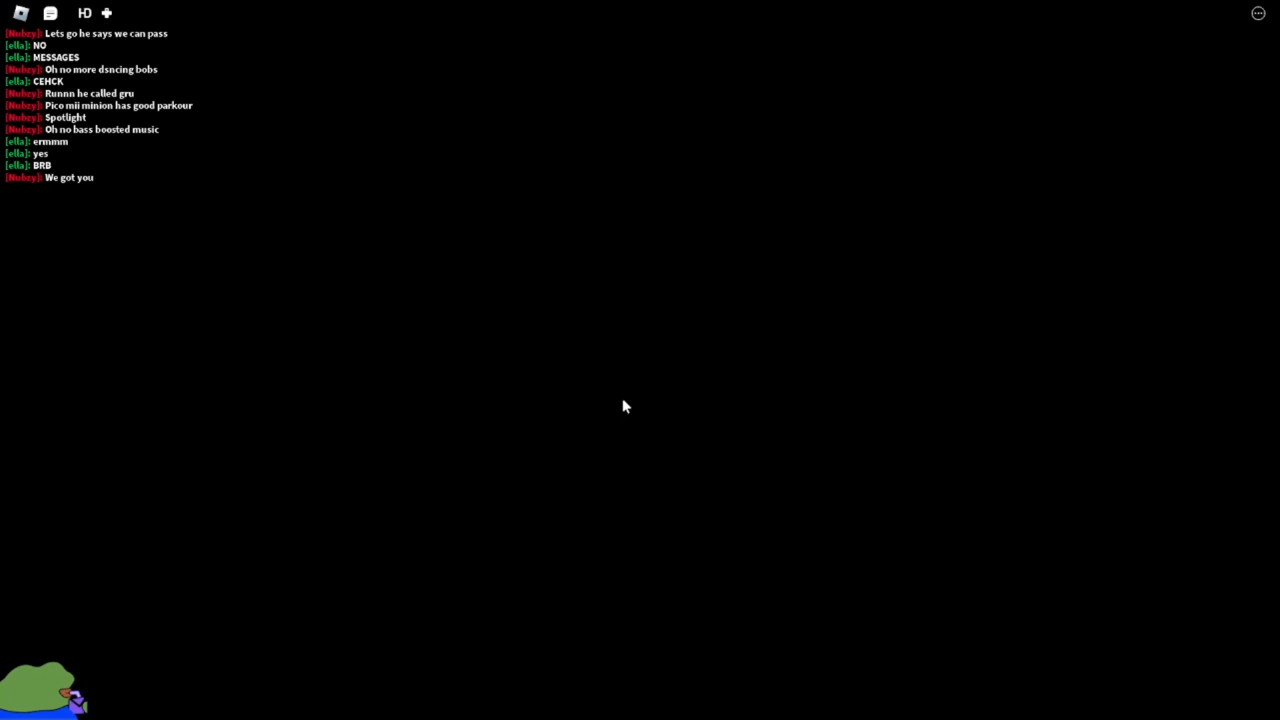 HD
[Nubzy]: Lets go he says we can pass
[ella]: NO
[ella]: MESSAGES
[Nubzy]: Oh no more dsncing bobs
[ella]: CEHCK
[Nubzy]: Runnn he called gru
[Nubzy]: Pico mii minion has good parkour
[Nubzy]: Spotlight
[Nubzy]: Oh no bass boosted music
[ella]: ermmm
[ella]: yes
[ella]: BRB
[Nubzy]: We got you